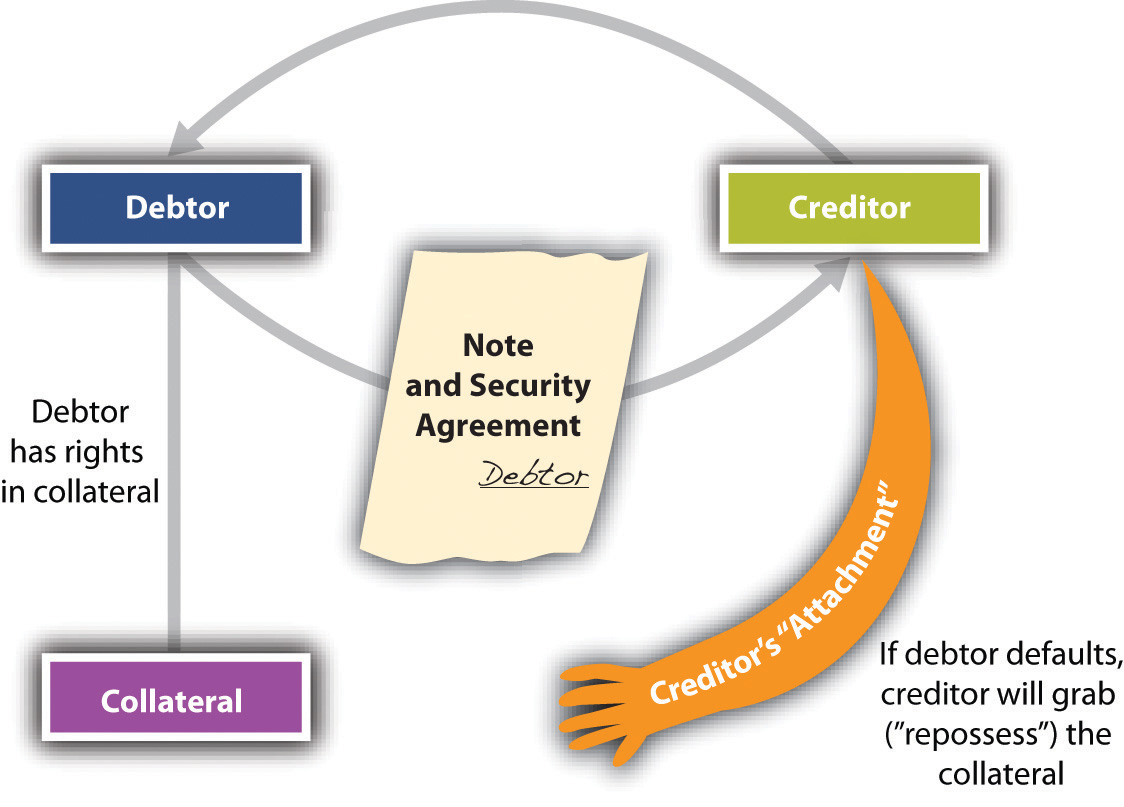 Debtor
Creditor
Note
and Security
Agreement
Debtor
Debtor
has rights
in collateral
Collateral
Creditor's “Attachment”
If debtor defaults,
creditor will grab
(”repossess”) the
collateral